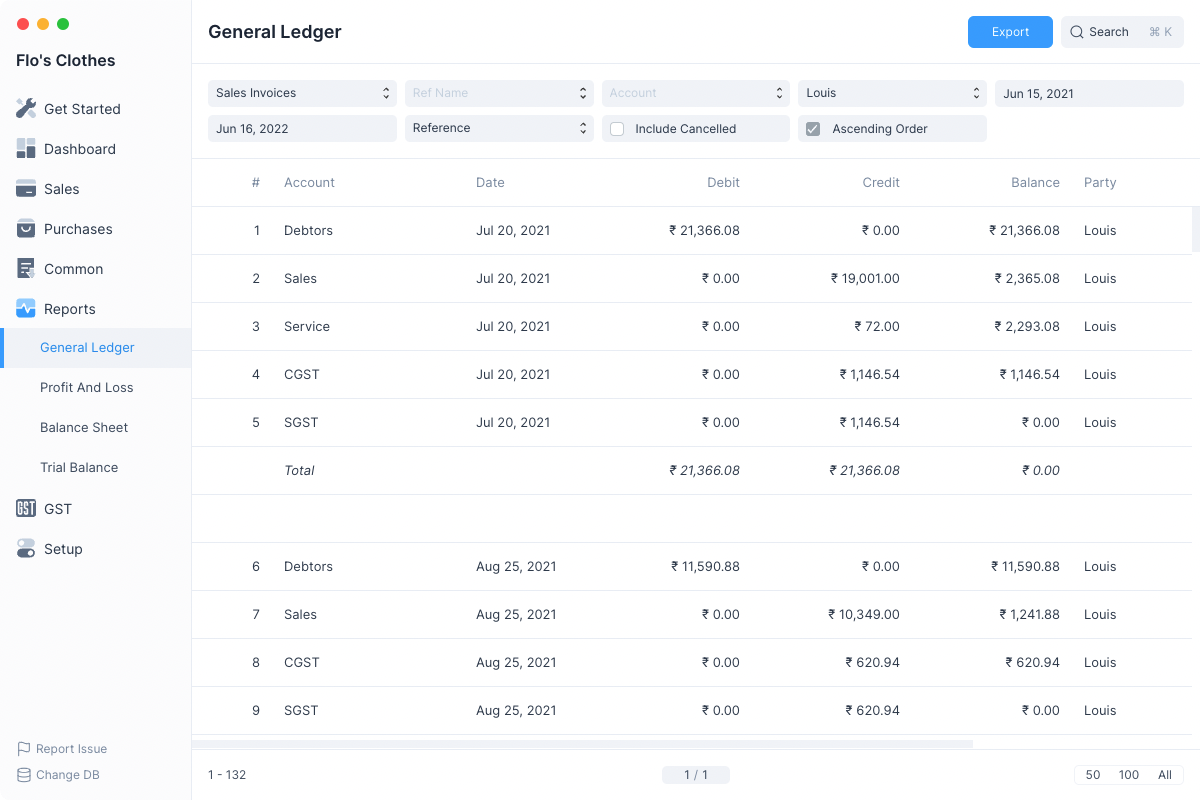 Flo's Clothes
Get Started
Dashboard
Sales
Purchases
Common
Reports
General Ledger
Profit And Loss
Balance Sheet
Trial Balance
GST GST
Setup
Report Issue
Change DB
General Ledger
Export
Search ⌘ K
Sales Invoices Ref Name Account Louis Jun 15, 2021
Jun 16, 2022 Reference Include Cancelled Ascending Order
# Account Date Debit Credit Balance Party
1 Debtors Jul 20, 2021 ₹ 21,366.08 ₹ 0.00 ₹ 21,366.08 Louis
2 Sales Jul 20, 2021 ₹ 0.00 ₹ 19,001.00 ₹ 2,365.08 Louis
3 Service Jul 20, 2021 ₹ 0.00 ₹ 72.00 ₹ 2,293.08 Louis
4 CGST Jul 20, 2021 ₹ 0.00 ₹ 1,146.54 ₹ 1,146.54 Louis
5 SGST Jul 20, 2021 ₹ 0.00 ₹ 1,146.54 ₹ 0.00 Louis
Total ₹ 21,366.08 ₹ 21,366.08 ₹ 0.00
6 Debtors Aug 25, 2021 ₹ 11,590.88 ₹ 0.00 ₹ 11,590.88 Louis
7 Sales Aug 25, 2021 ₹ 0.00 ₹ 10,349.00 ₹ 1,241.88 Louis
8 CGST Aug 25, 2021 ₹ 0.00 ₹ 620.94 ₹ 620.94 Louis
9 SGST Aug 25, 2021 ₹ 0.00 ₹ 620.94 ₹ 0.00 Louis
1 - 132 1 / 1 50 100 All